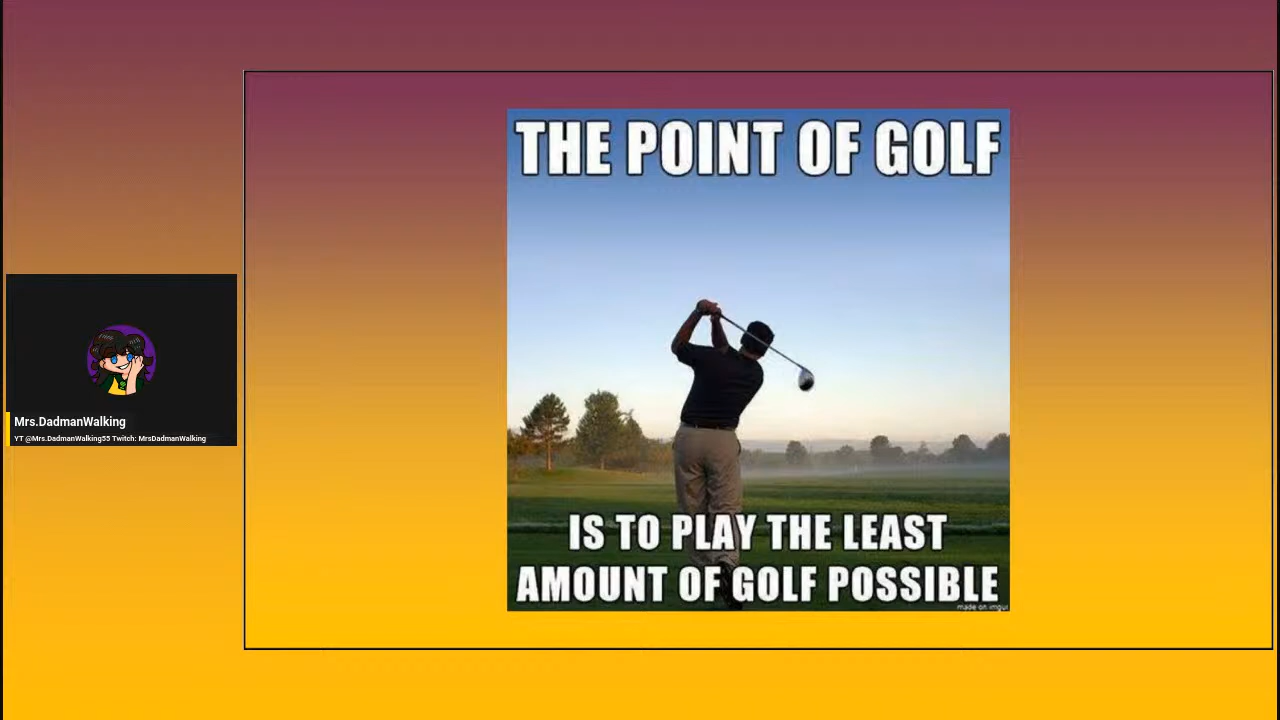 THE POINT OF GOLF
Mrs.DadmanWalking
YT @Mrs.DadmanWalking55 Twitch: MrsDadmanWalking
IS TO PLAY THE LEAST
AMOUNT OF GOLF POSSIBLE
made on imgur